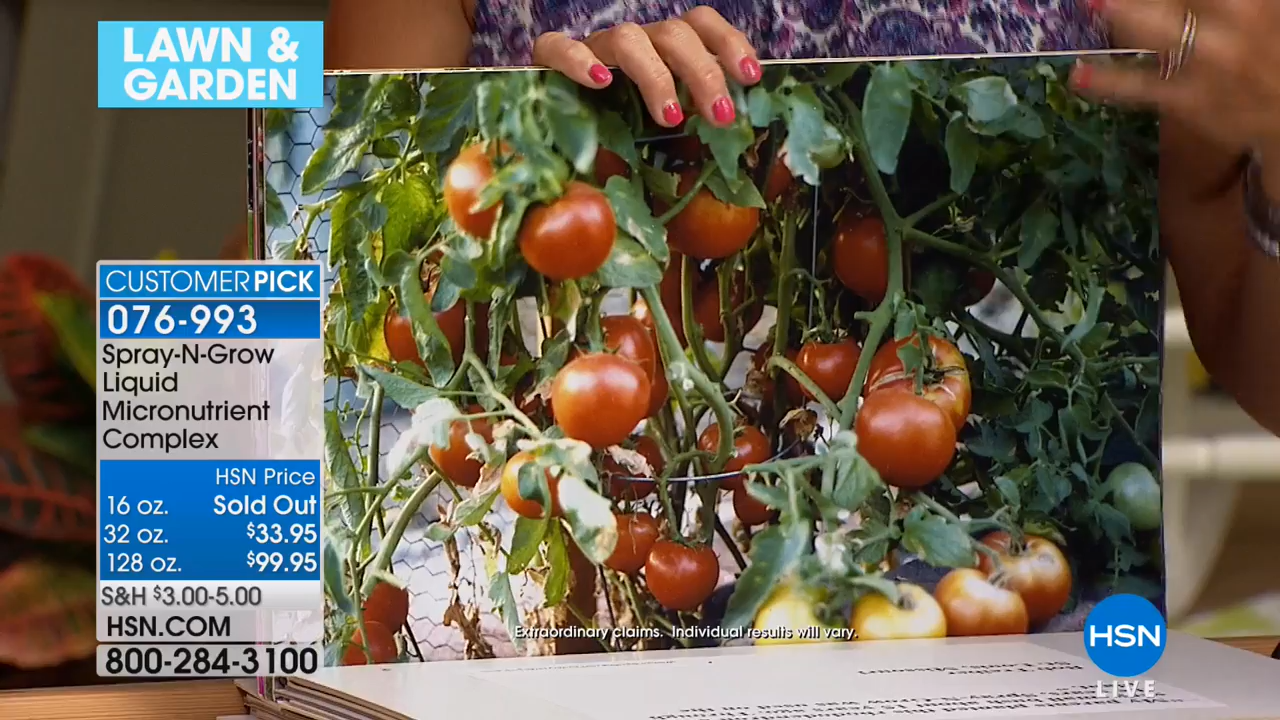 LAWN &
GARDEN
CUSTOMER PICK
076-993
Spray-N-Grow
Liquid
Micronutrient
Complex
HSN Price
16 oz. Sold Out
32 oz. $33.95
128 oz. $99.95
S&H $3.00-5.00
HSN.COM
800-284-3100
Extraordinary claims. Individual results will vary.
HSN
LIVE